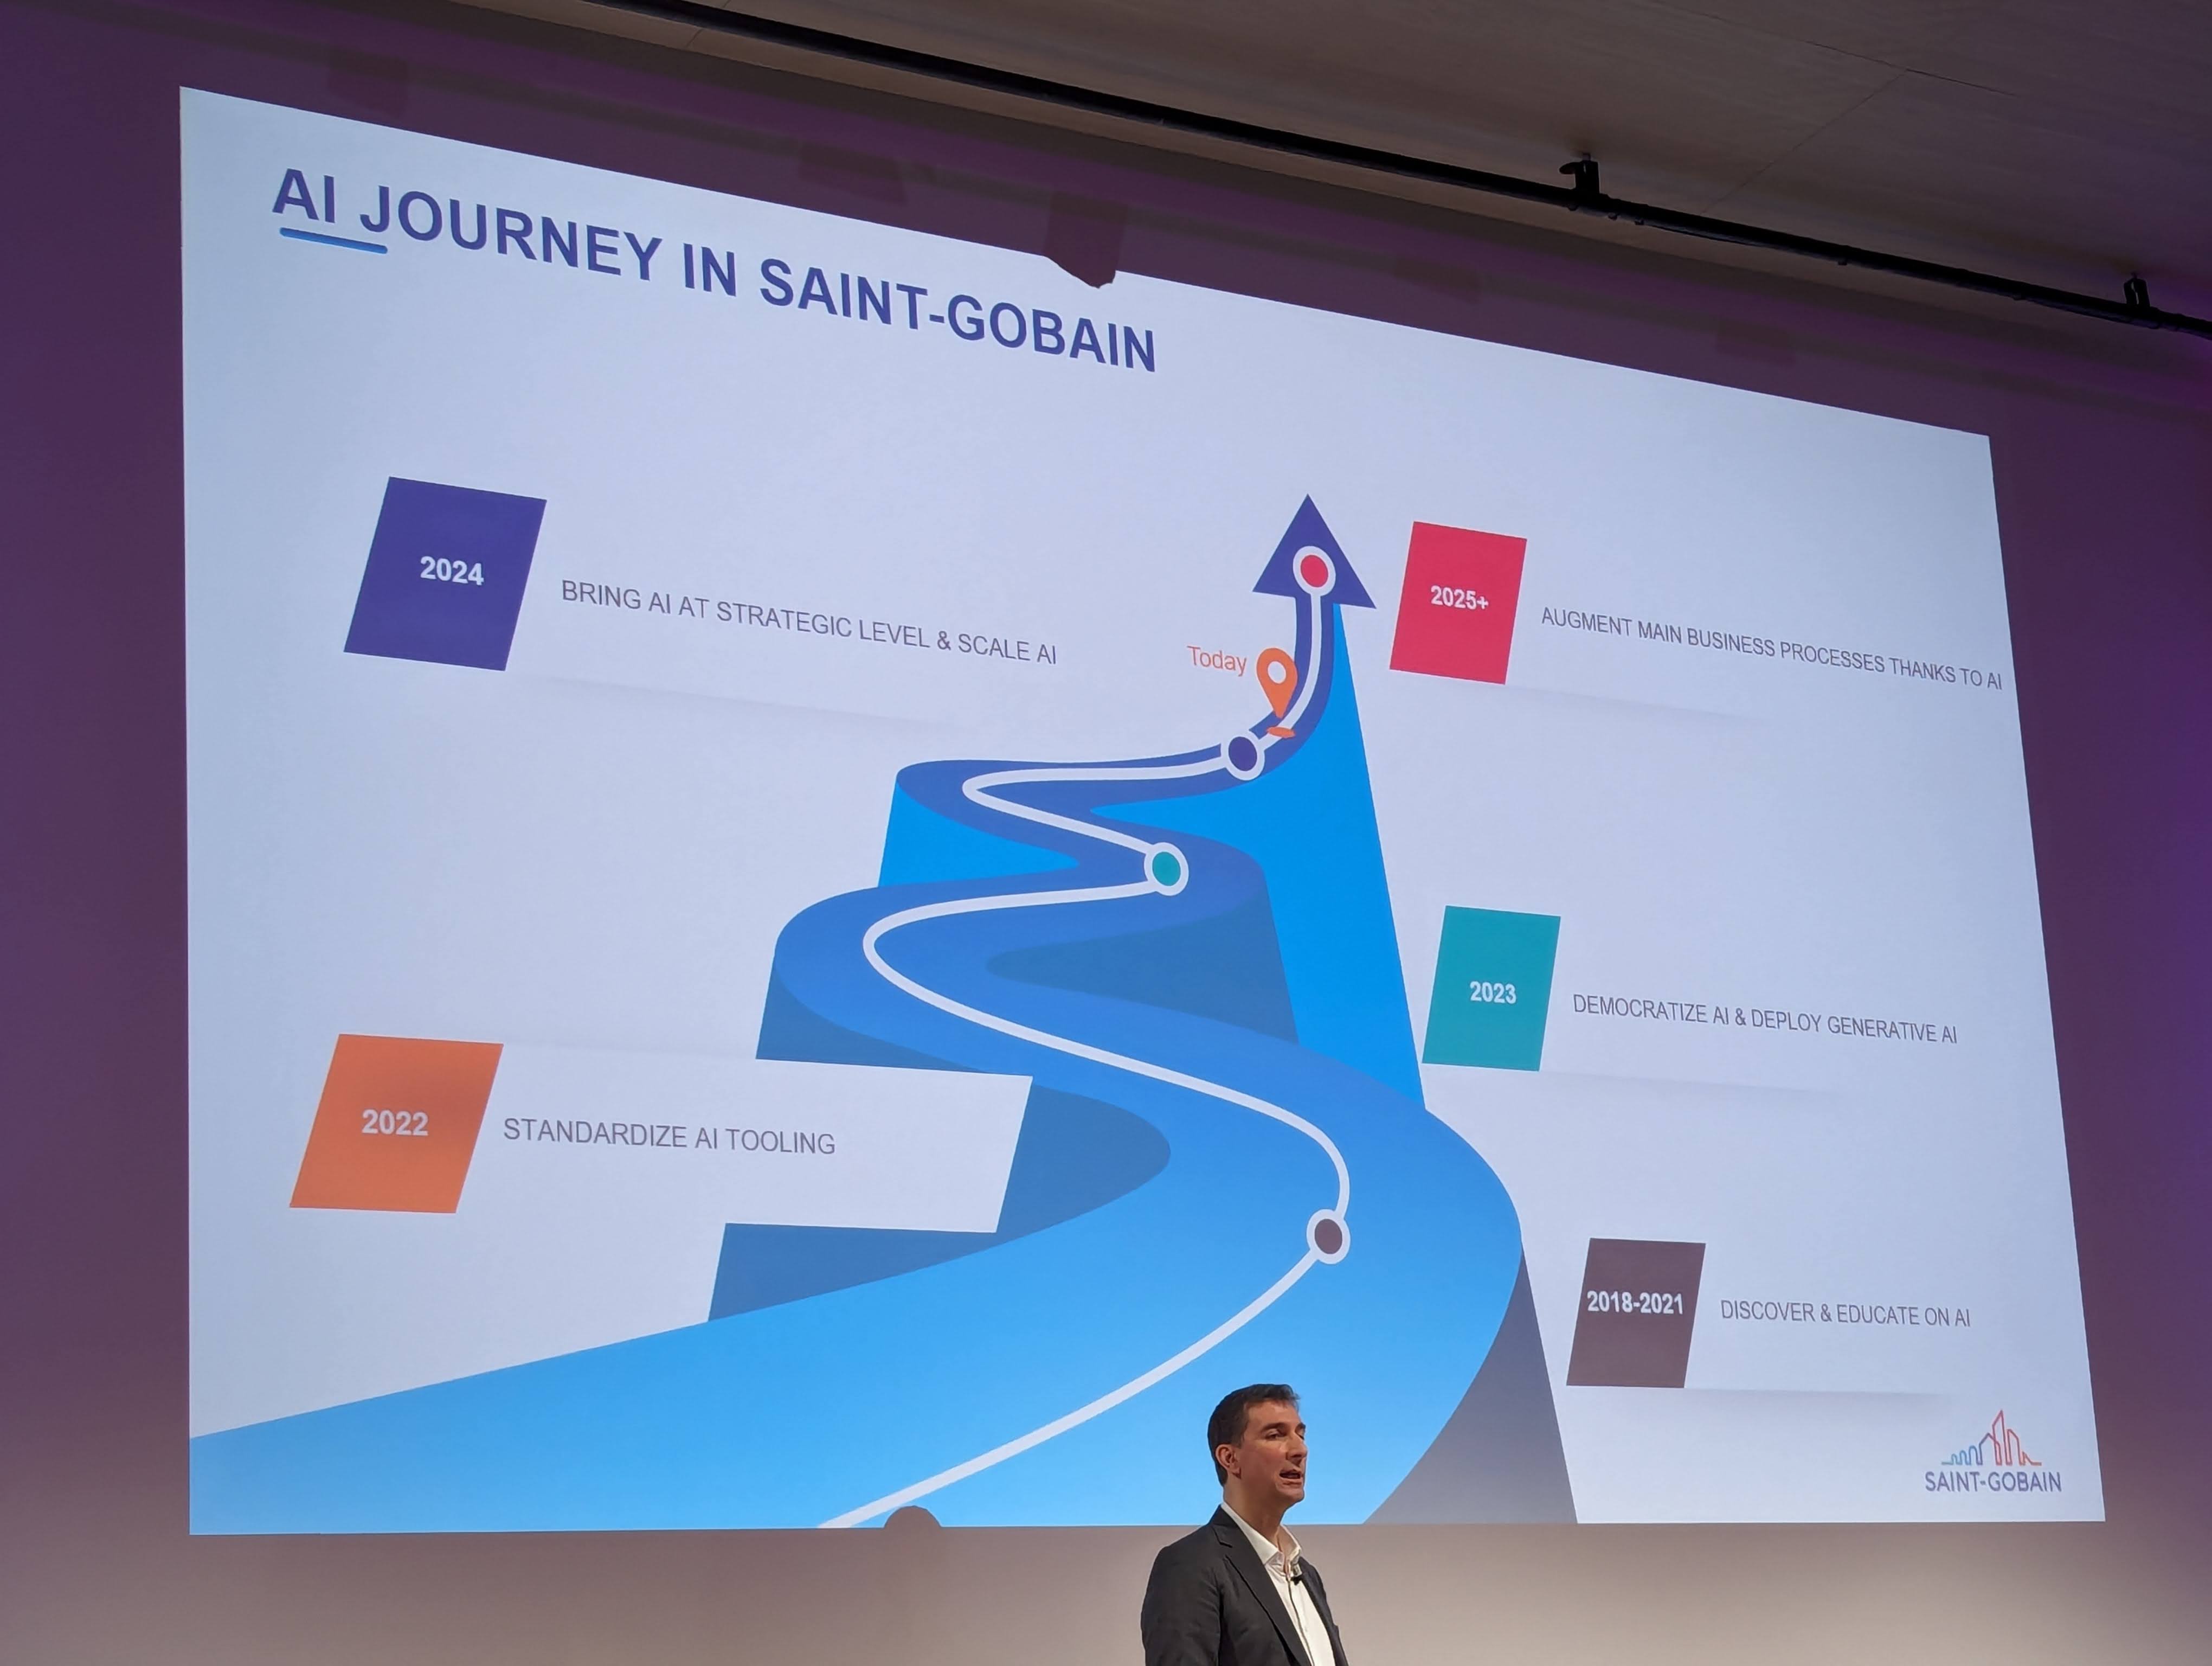 AI JOURNEY IN SAINT-GOBAIN
2024
BRING AI AT STRATEGIC LEVEL & SCALE AI
Today
2025+
AUGMENT MAIN BUSINESS PROCESSES THANKS TO AI
2023
DEMOCRATIZE AI & DEPLOY GENERATIVE AI
2022
STANDARDIZE AI TOOLING
2018-2021
DISCOVER & EDUCATE ON AI
SAINT-GOBAIN